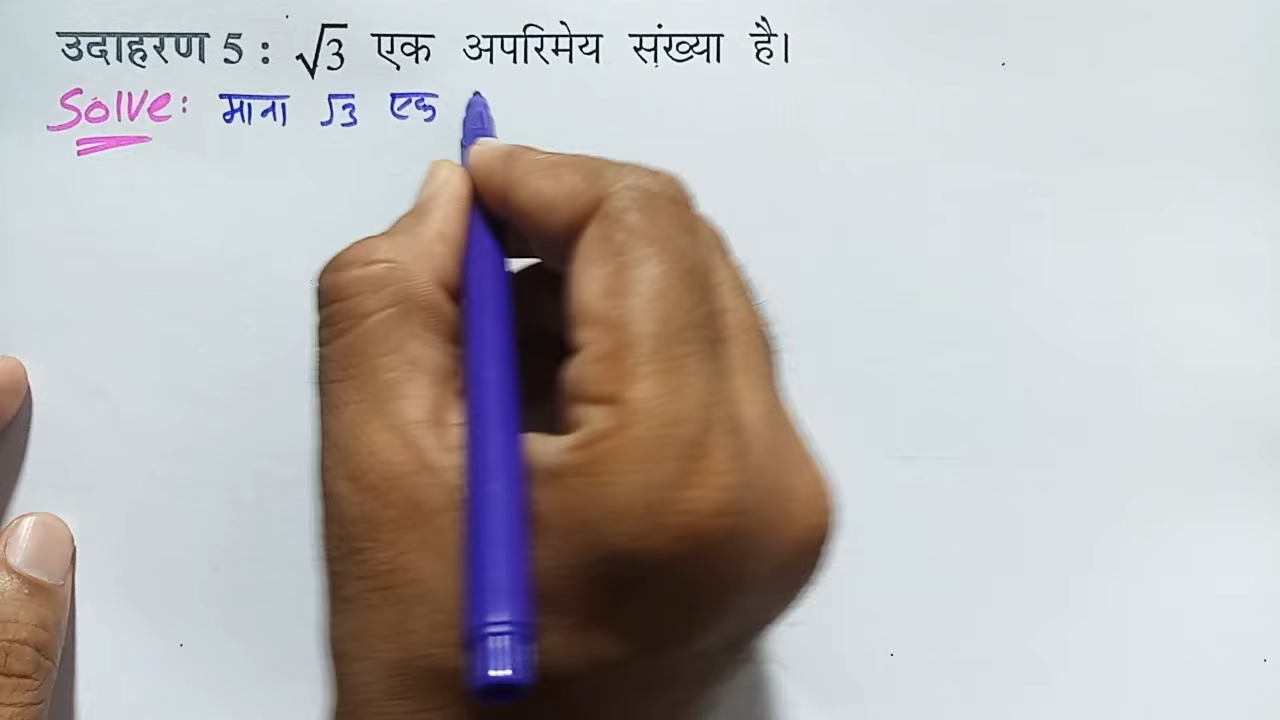 उदाहरण 5 : √3 एक अपरिमेय संख्या है।
Solve: माना √3 एक